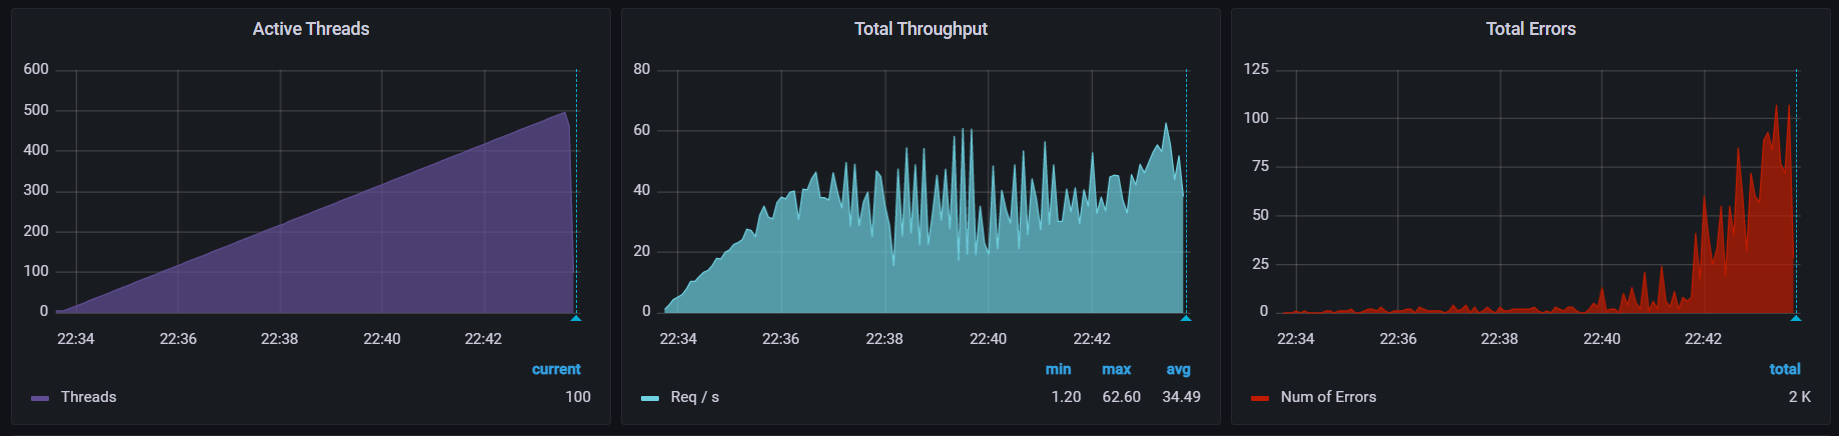 Active Threads
600
500
400
300
200
100
0
22:34 22:36 22:38 22:40 22:42
current
Threads 100
Total Throughput
80
60
40
20
0
22:34 22:36 22:38 22:40 22:42
min max avg
Req / s 1.20 62.60 34.49
Total Errors
125
100
75
50
25
0
22:34 22:36 22:38 22:40 22:42
total
Num of Errors 2 K